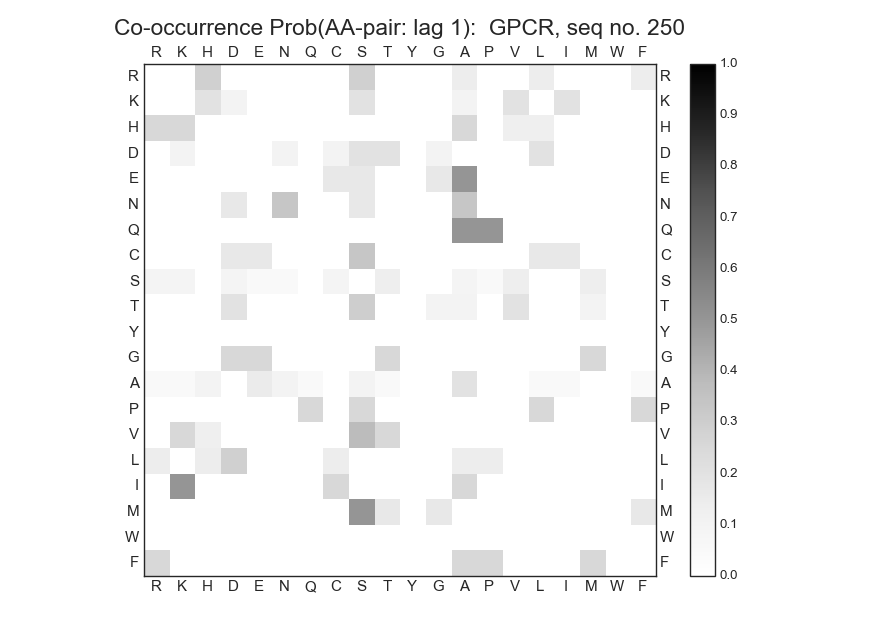 Co-occurrence Prob(AA-pair: lag 1):  GPCR, seq no. 250
R K H D E N Q C S T Y G A P V L I M W F
R R 1.0
K K 0.9
H H
D D 0.8
E E
N N 0.7
Q Q
C C 0.6
S S
T T 0.5
Y Y
G G 0.4
A A
P P 0.3
V V
L L 0.2
I I
M M 0.1
W W
F F 0.0
R K H D E N Q C S T Y G A P V L I M W F